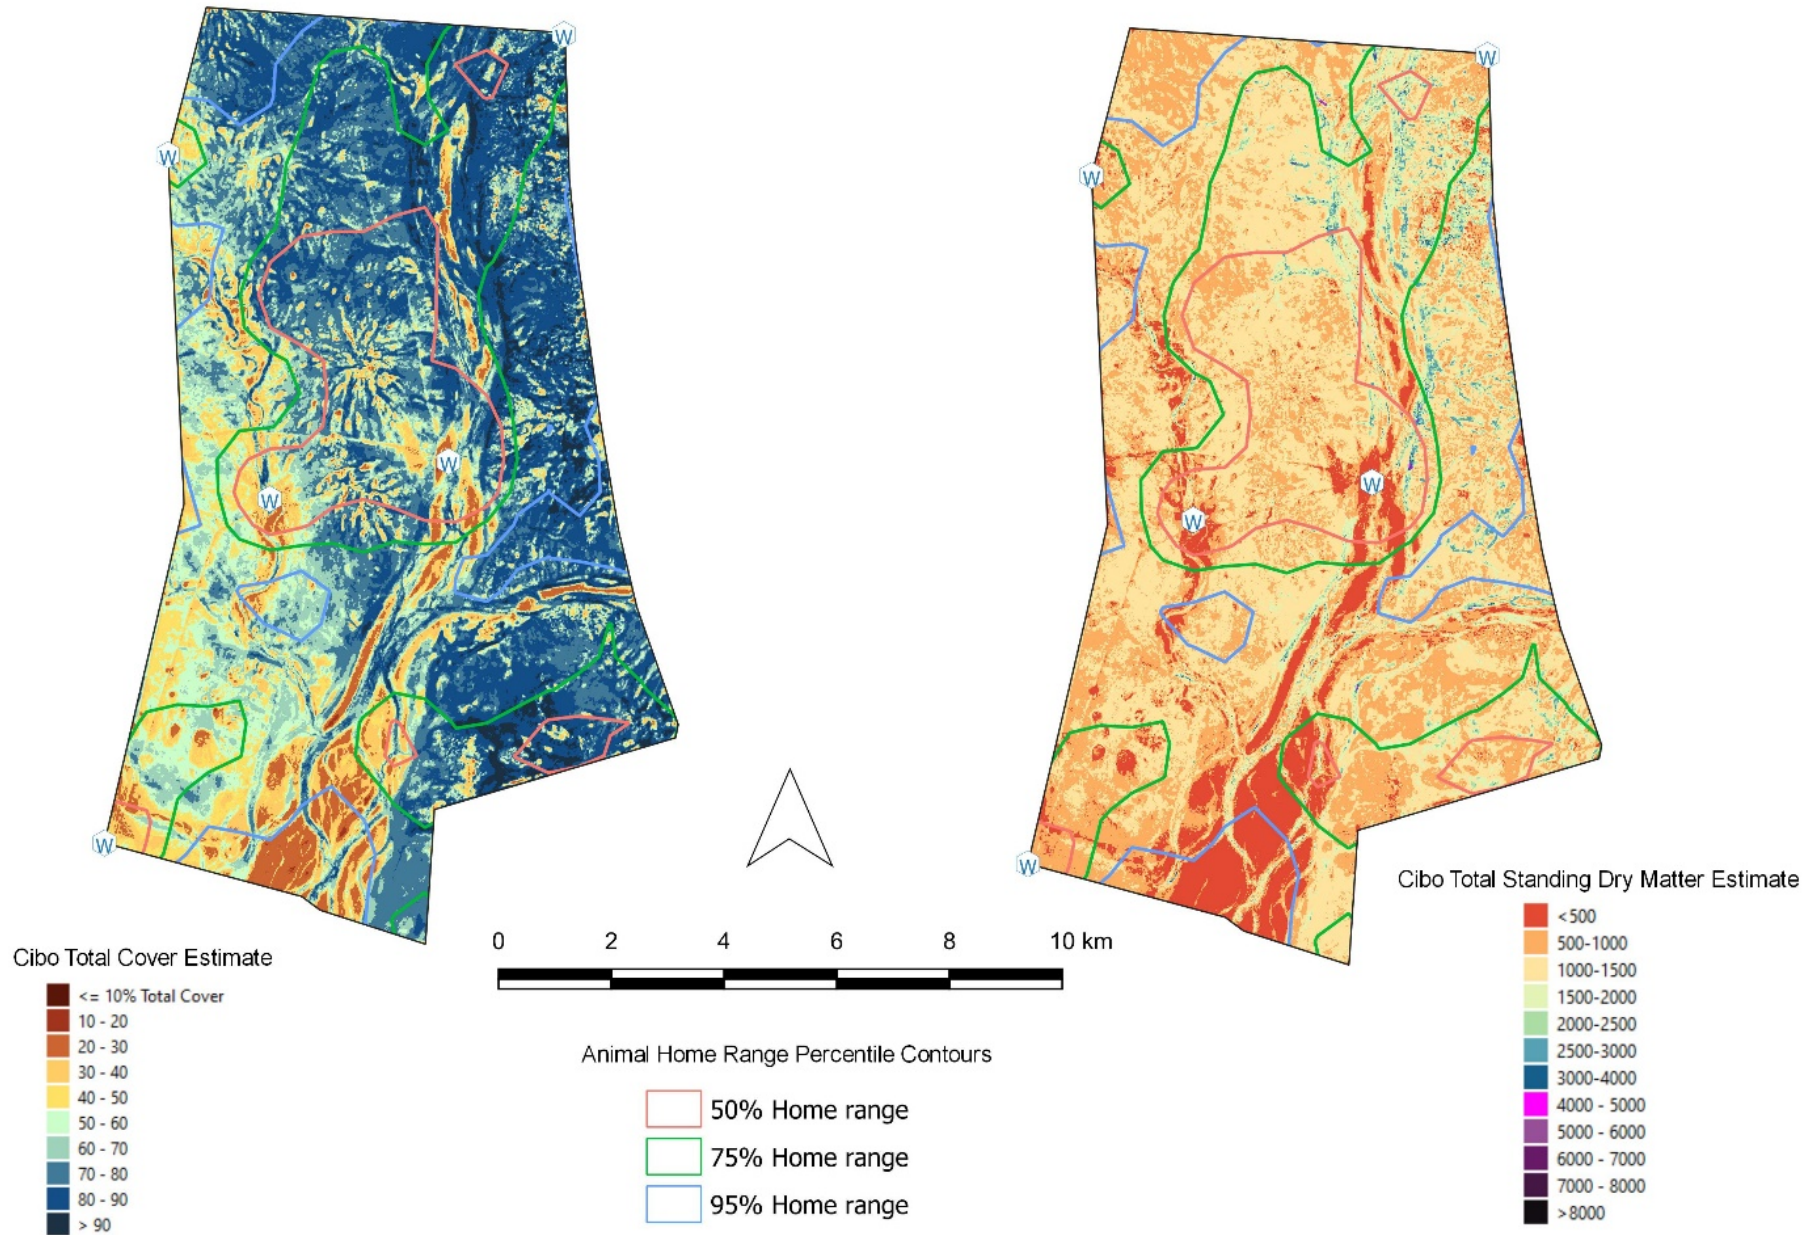 W
W
W
W
W
W
W
W
W
W
Cibo Total Cover Estimate
<= 10% Total Cover
10 - 20
20 - 30
30 - 40
40 - 50
50 - 60
60 - 70
70 - 80
80 - 90
> 90
0 2 4 6 8 10 km
Animal Home Range Percentile Contours
50% Home range
75% Home range
95% Home range
Cibo Total Standing Dry Matter Estimate
<500
500-1000
1000-1500
1500-2000
2000-2500
2500-3000
3000-4000
4000 - 5000
5000 - 6000
6000 - 7000
7000 - 8000
>8000